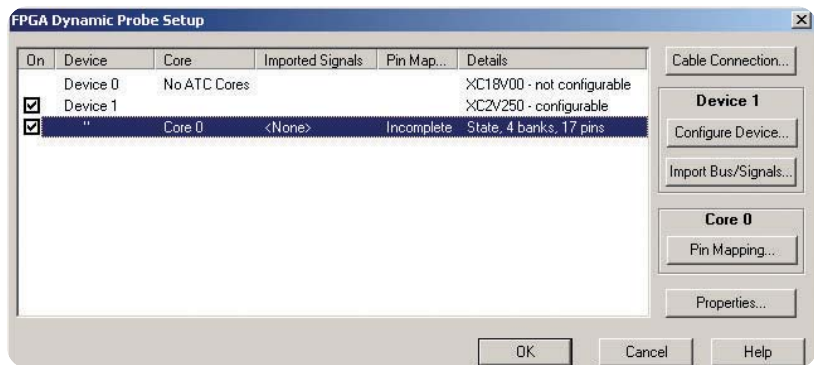 FPGA Dynamic Probe Setup
On Device Core Imported Signals Pin Map... Details
Device 0 No ATC Cores XC18V00 - not configurable
Device 1 XC2V250 - configurable
" Core 0 <None> Incomplete State, 4 banks, 17 pins
Cable Connection...
Device 1
Configure Device...
Import Bus/Signals...
Core 0
Pin Mapping...
Properties...
OK Cancel Help